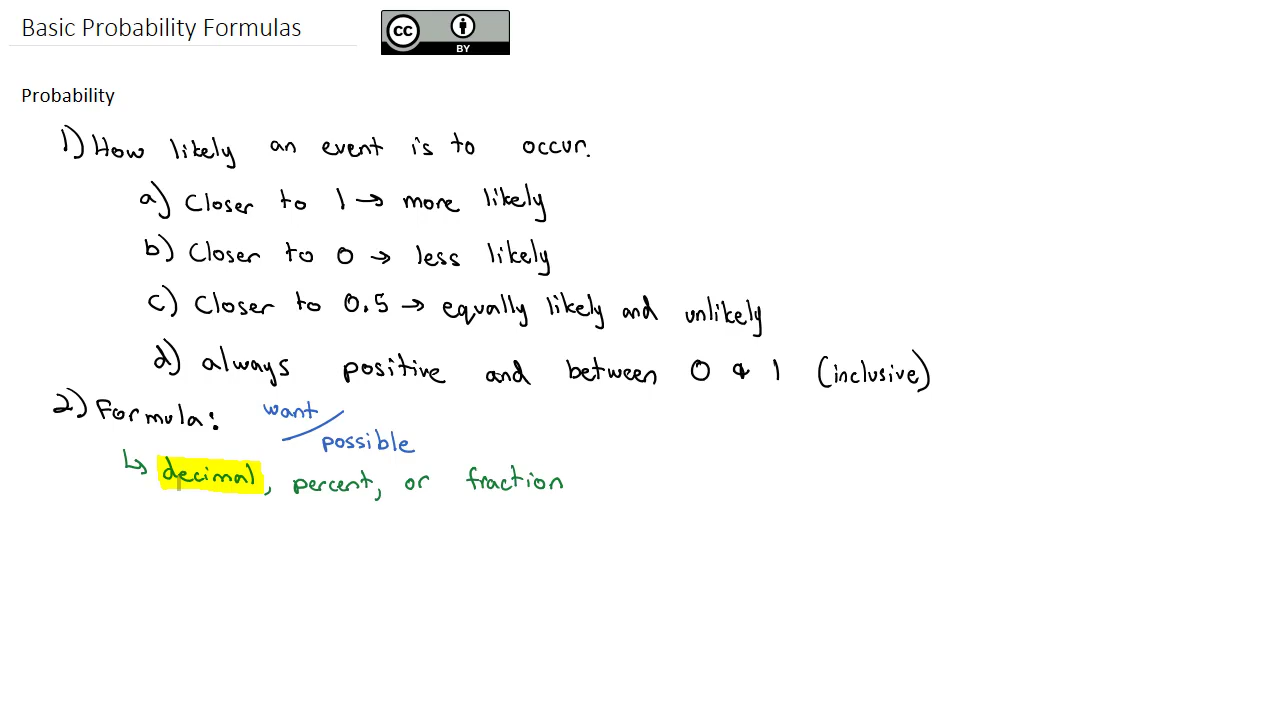 Basic Probability Formulas
cc
BY
Probability
1) How likely an event is to occur.
a) Closer to 1 → more likely
b) Closer to 0 → less likely
c) Closer to 0.5 → equally likely and unlikely
d) always positive and between 0 & 1 (inclusive)
2) Formula: want / possible
↳ decimal, percent, or fraction